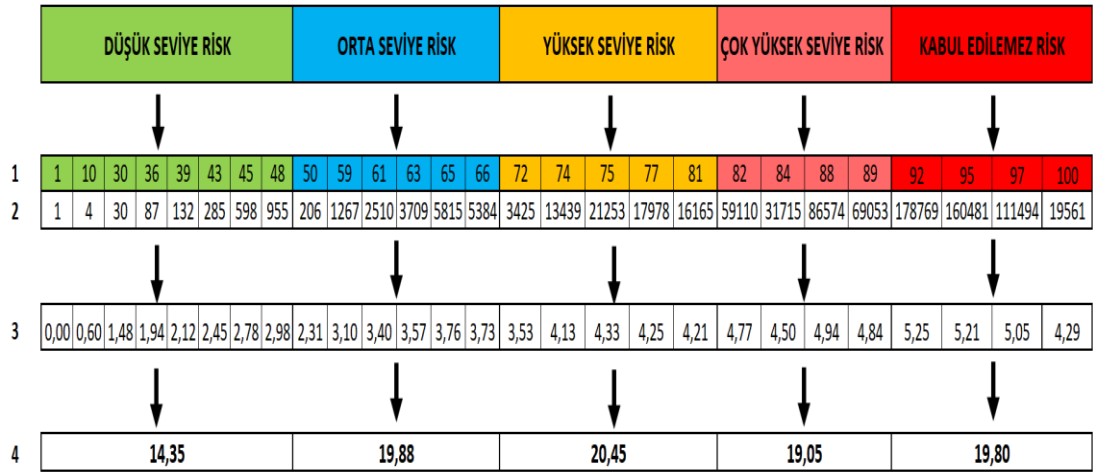 DÜŞÜK SEVİYE RİSK ORTA SEVİYE RİSK YÜKSEK SEVİYE RİSK ÇOK YÜKSEK SEVİYE RİSK KABUL EDİLEMEZ RİSK
1 1 10 30 36 39 43 45 48 50 59 61 63 65 66 72 74 75 77 81 82 84 88 89 92 95 97 100
2 1 4 30 87 132 285 598 955 206 1267 2510 3709 5815 5384 3425 13439 21253 17978 16165 59110 31715 86574 69053 178769 160481 111494 19561
3 0,00 0,60 1,48 1,94 2,12 2,45 2,78 2,98 2,31 3,10 3,40 3,57 3,76 3,73 3,53 4,13 4,33 4,25 4,21 4,77 4,50 4,94 4,84 5,25 5,21 5,05 4,29
4 14,35 19,88 20,45 19,05 19,80